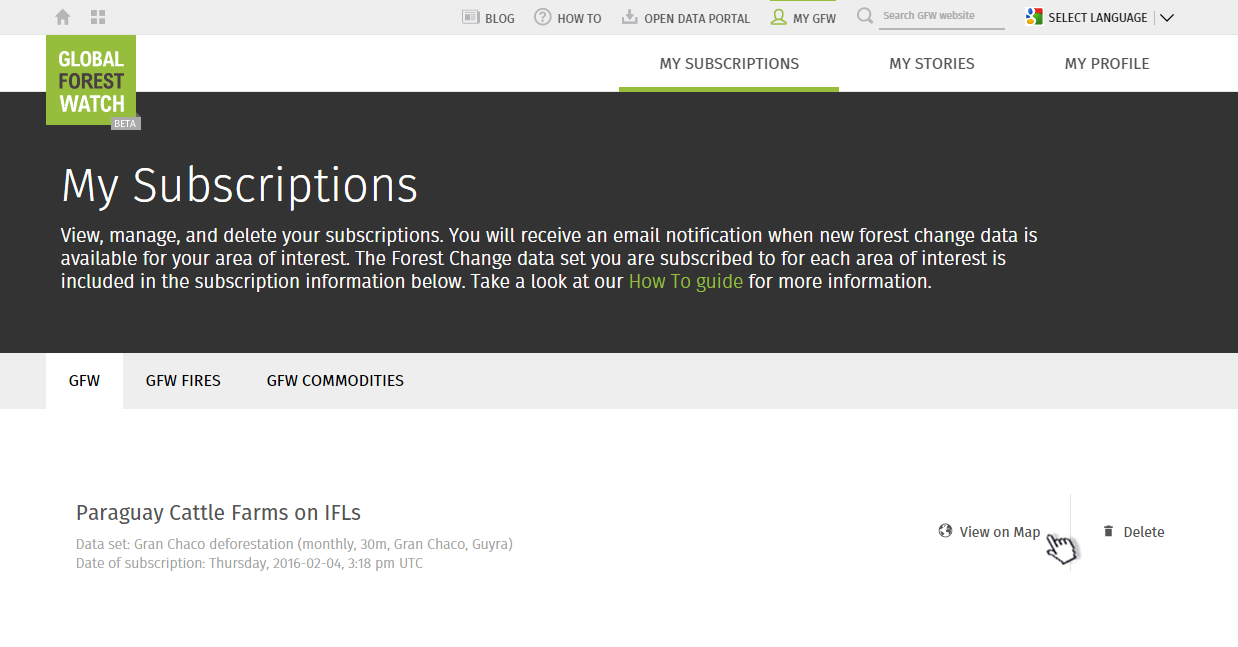 BLOG HOW TO OPEN DATA PORTAL MY GFW Search GFW website SELECT LANGUAGE
GLOBAL
FOREST
WATCH
BETA
MY SUBSCRIPTIONS MY STORIES MY PROFILE
My Subscriptions
View, manage, and delete your subscriptions. You will receive an email notification when new forest change data is
available for your area of interest. The Forest Change data set you are subscribed to for each area of interest is
included in the subscription information below. Take a look at our How To guide for more information.
GFW GFW FIRES GFW COMMODITIES
Paraguay Cattle Farms on IFLs
Data set: Gran Chaco deforestation (monthly, 30m, Gran Chaco, Guyra)
Date of subscription: Thursday, 2016-02-04, 3:18 pm UTC
View on Map Delete